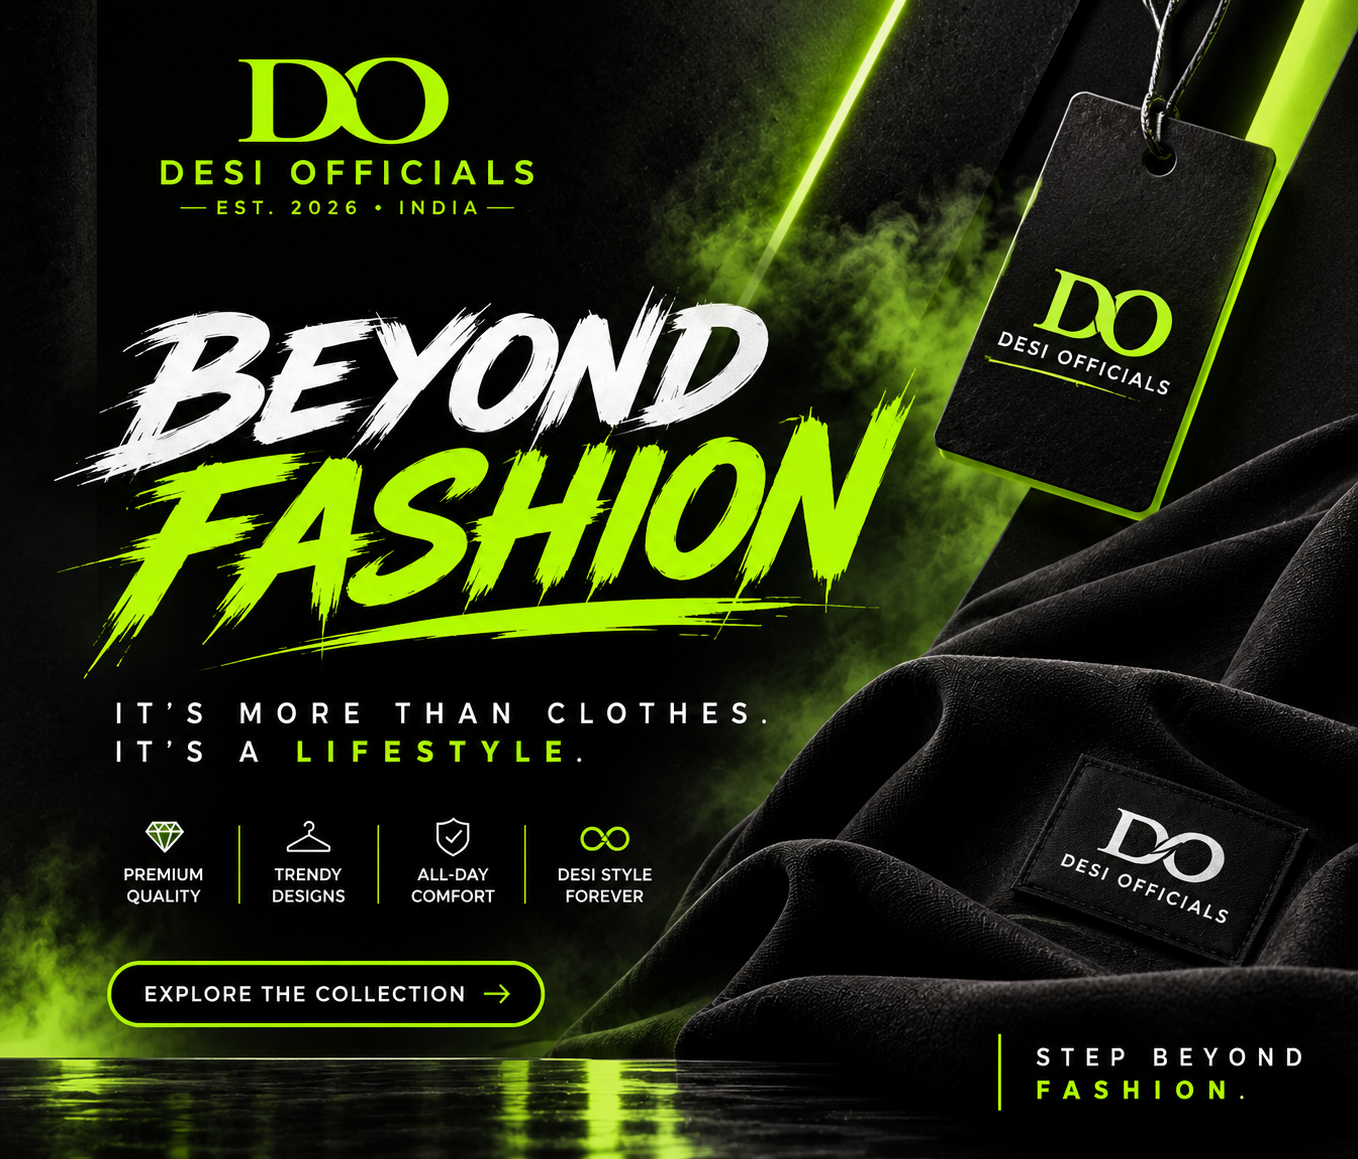 DO
DESI OFFICIALS
EST. 2026 • INDIA
BEYOND
FASHION
IT'S MORE THAN CLOTHES.
IT'S A LIFESTYLE.
PREMIUM
QUALITY
TRENDY
DESIGNS
ALL-DAY
COMFORT
DESI STYLE
FOREVER
EXPLORE THE COLLECTION →
DO
DESI OFFICIALS
DO
DESI OFFICIALS
STEP BEYOND
FASHION.